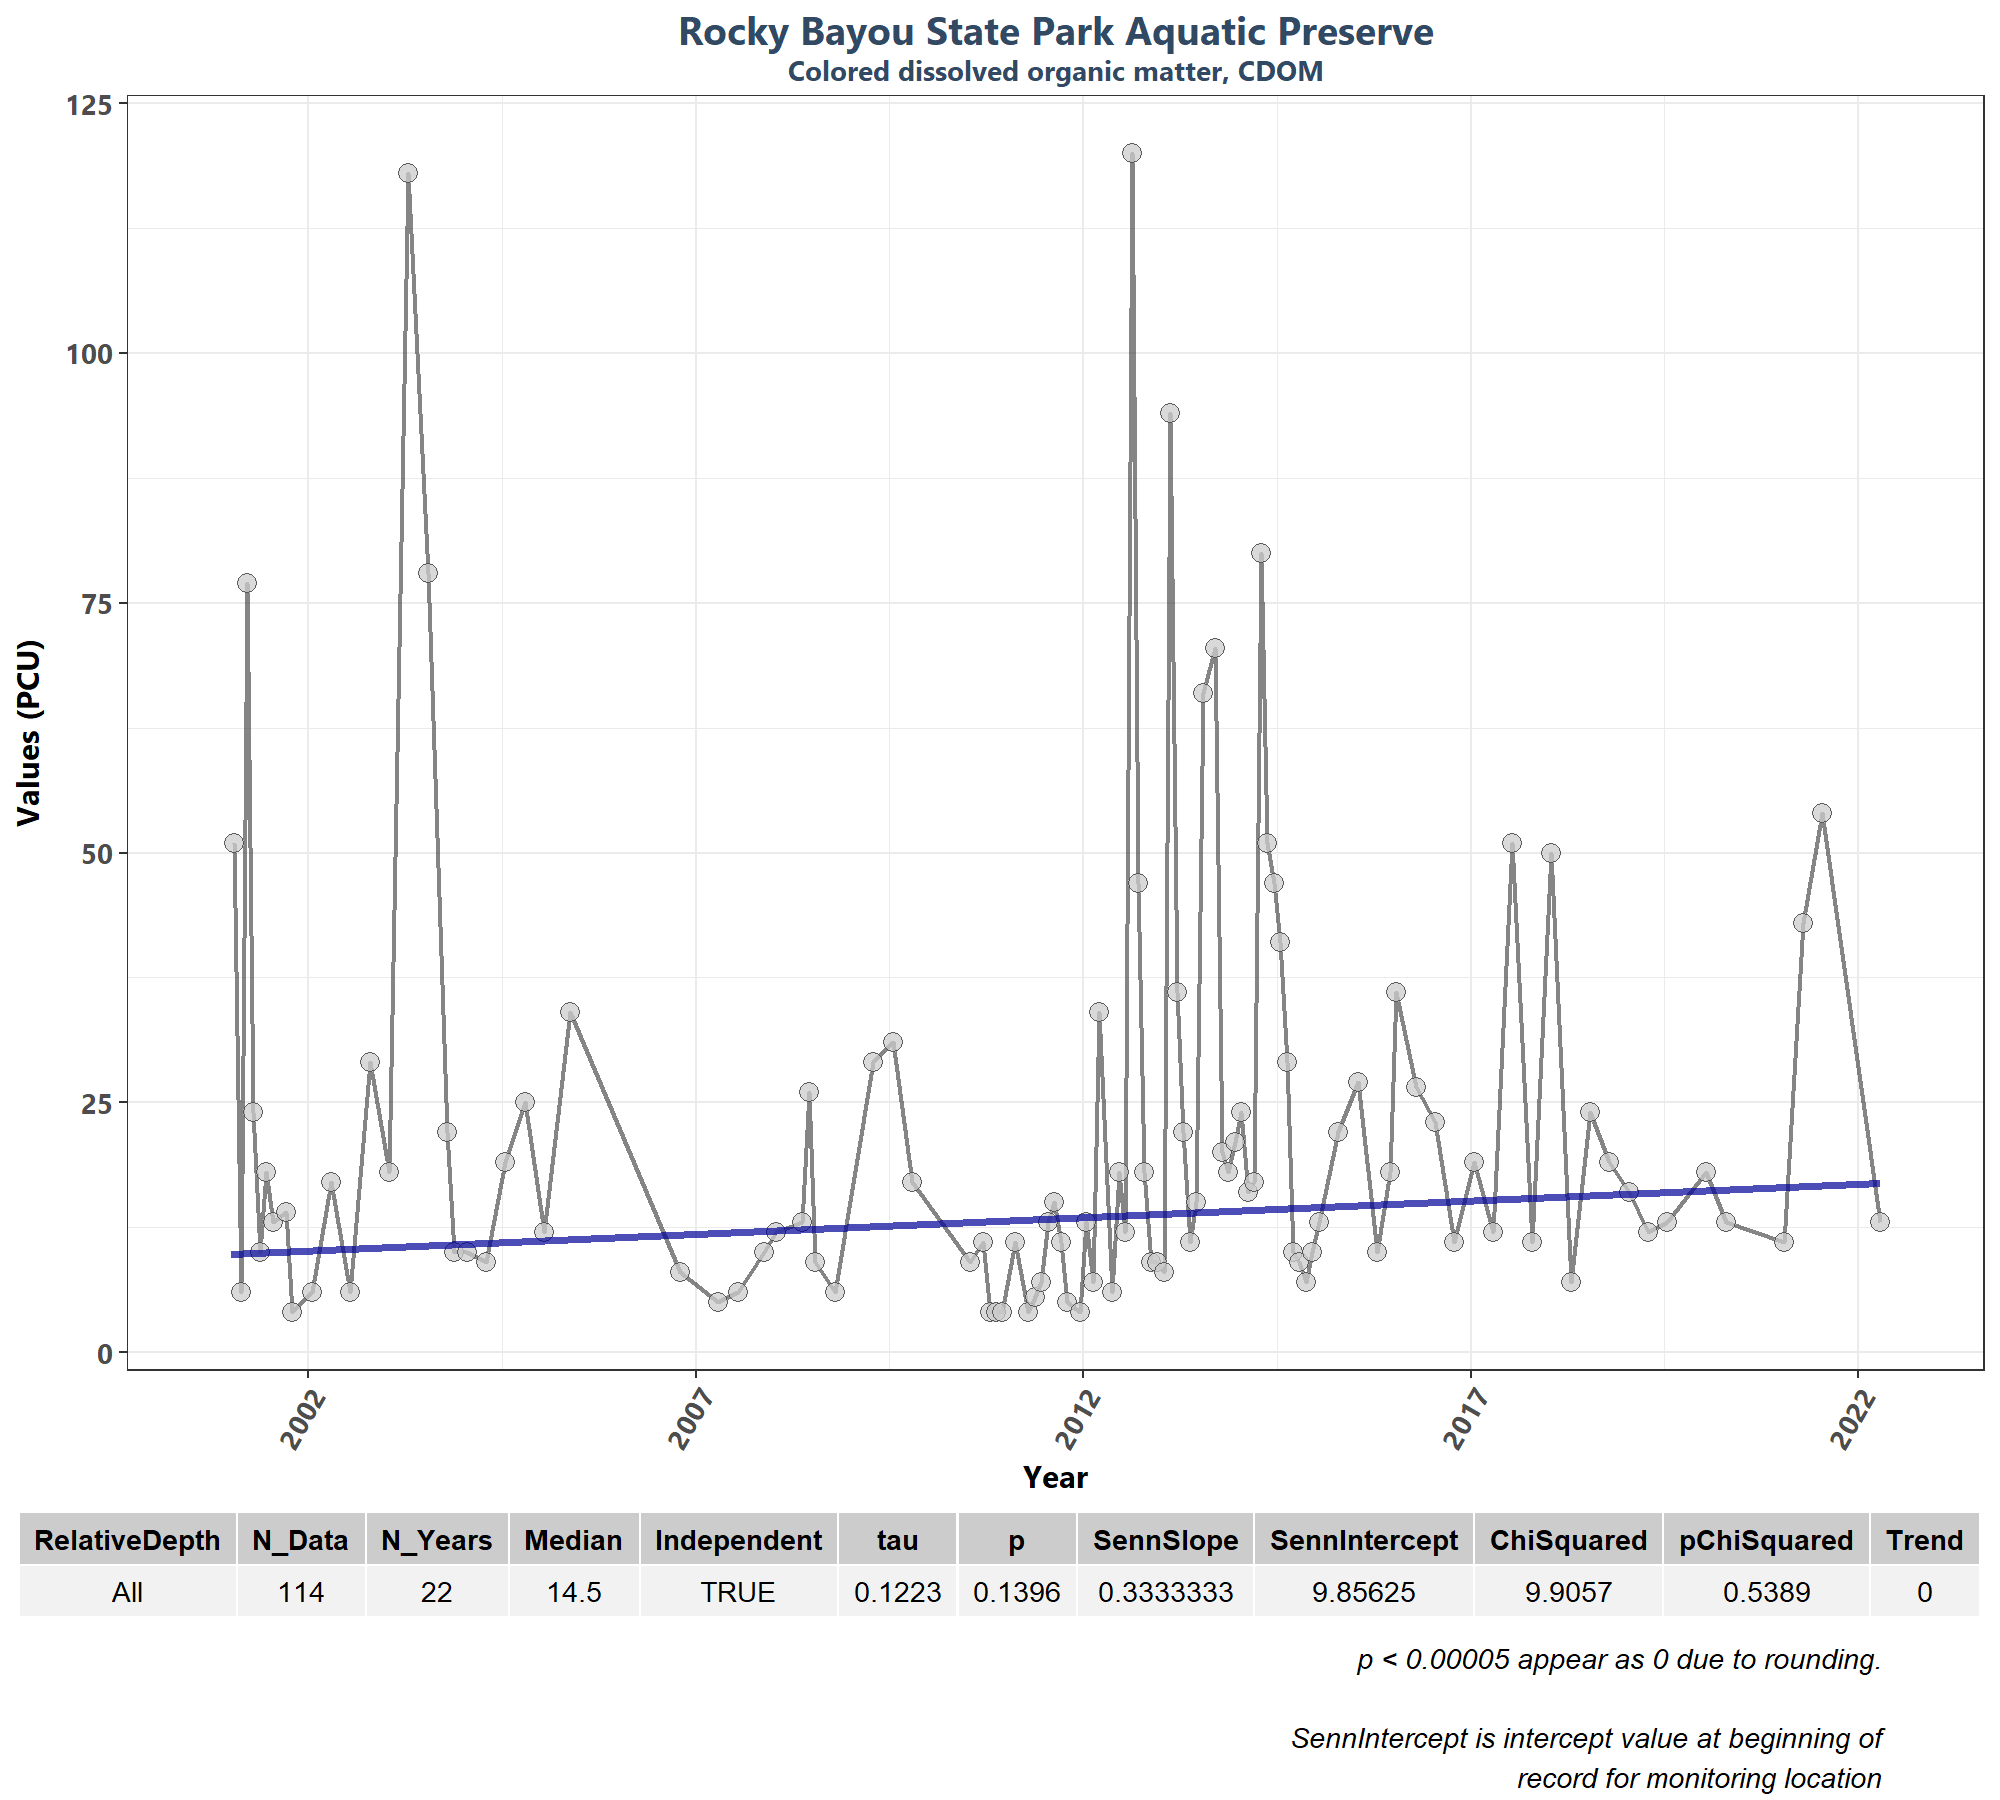 Rocky Bayou State Park Aquatic Preserve
Colored dissolved organic matter, CDOM
125
100
75
50
25
0
Values (PCU)
2002 2007 2012 2017 2022
Year
RelativeDepth N_Data N_Years Median Independent tau p SennSlope SennIntercept ChiSquared pChiSquared Trend
All 114 22 14.5 TRUE 0.1223 0.1396 0.3333333 9.85625 9.9057 0.5389 0
p < 0.00005 appear as 0 due to rounding.
SennIntercept is intercept value at beginning of
record for monitoring location